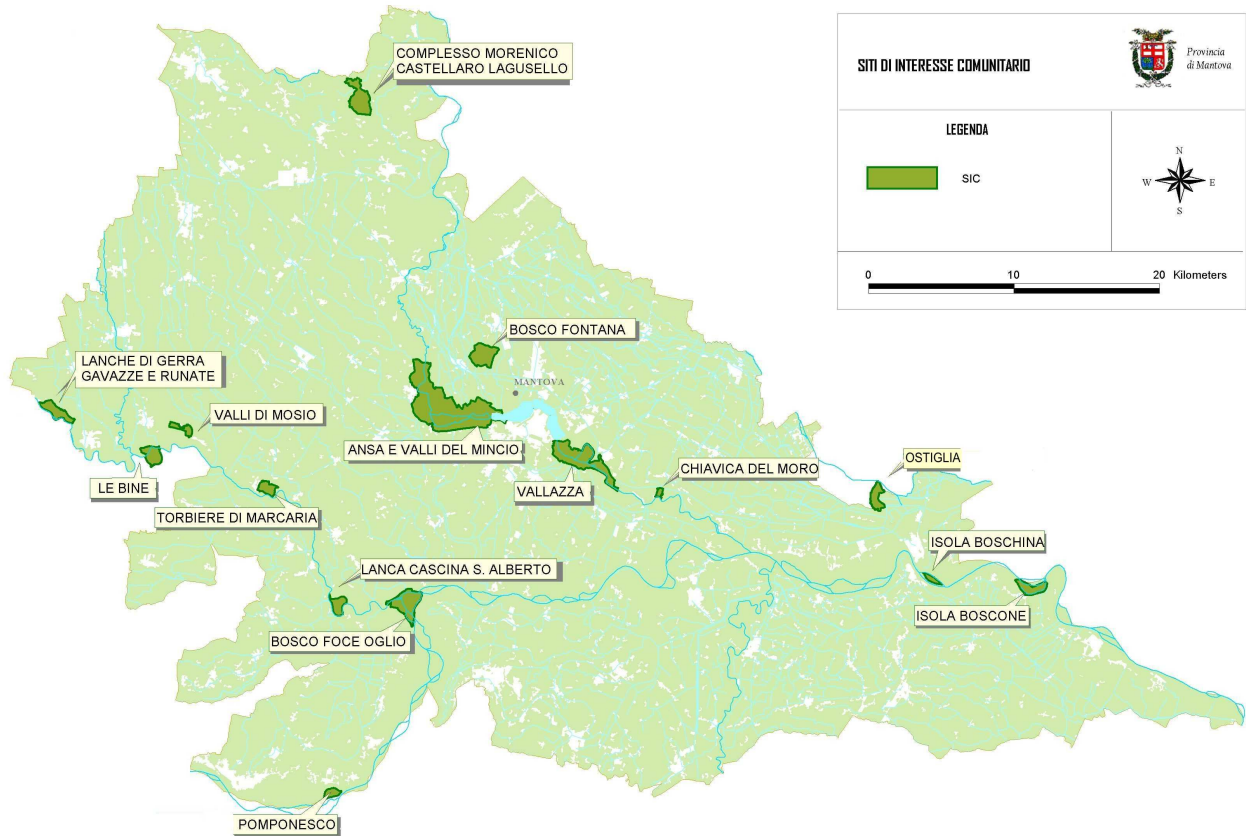 COMPLESSO MORENICO
CASTELLARO LAGUSELLO
SITI DI INTERESSE COMUNITARIO
Provincia
di Mantova
LEGENDA
SIC
N
W E
S
0 10 20 Kilometers
BOSCO FONTANA
MANTOVA
LANCHE DI GERRA
GAVAZZE E RUNATE
VALLI DI MOSIO
ANSA E VALLI DEL MINCIO
LE BINE
VALLAZZA
CHIAVICA DEL MORO
OSTIGLIA
TORBIERE DI MARCARIA
ISOLA BOSCHINA
LANCA CASCINA S. ALBERTO
ISOLA BOSCONE
BOSCO FOCE OGLIO
POMPONESCO